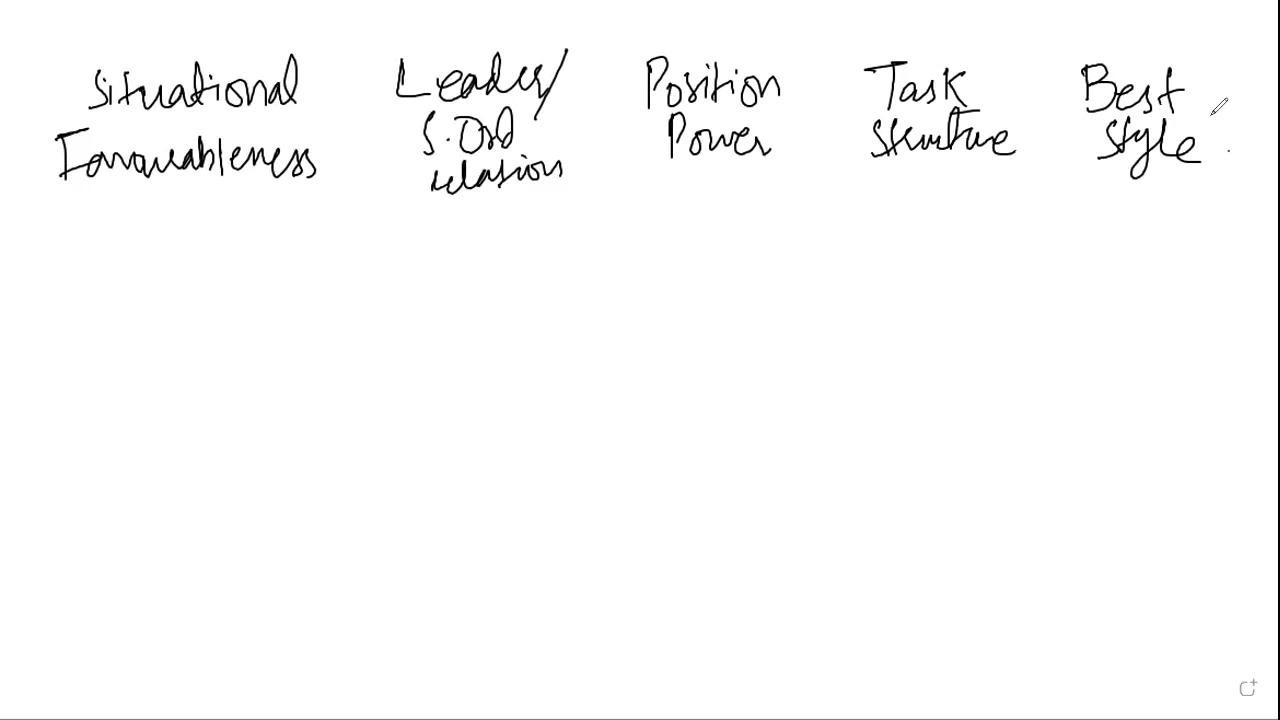 Situational
Favourableness
Leader/
S.Ord
relation
Position
Power
Task
Structure
Best
Style